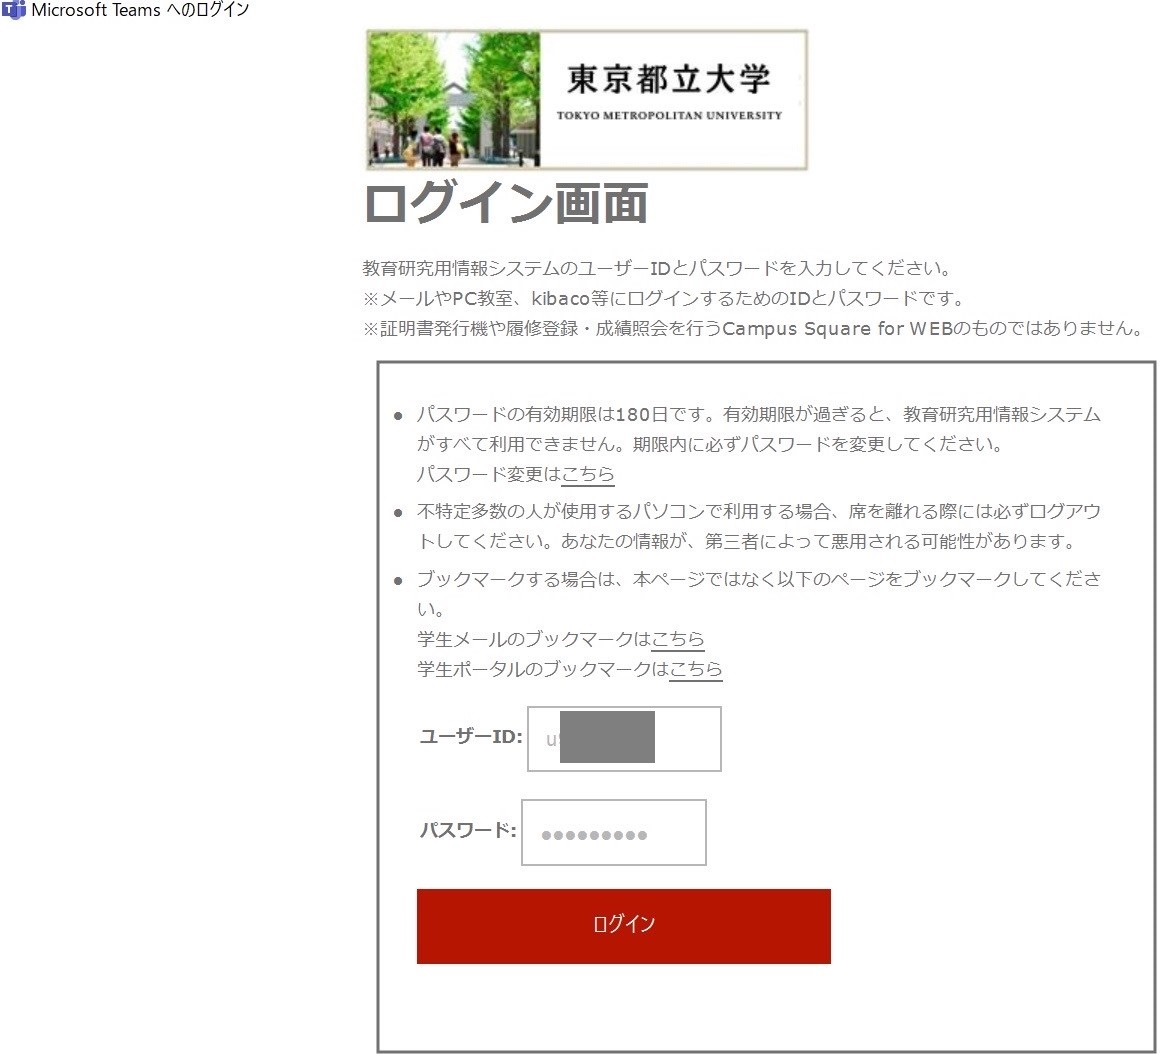 Microsoft Teams へのログイン
東京都立大学
TOKYO METROPOLITAN UNIVERSITY
ログイン画面
教育研究用情報システムのユーザーIDとパスワードを入力してください。
※メールやPC教室、kibaco等にログインするためのIDとパスワードです。
※証明書発行機や履修登録・成績照会を行うCampus Square for WEBのものではありません。
● パスワードの有効期限は180日です。有効期限が過ぎると、教育研究用情報システム
がすべて利用できません。期限内に必ずパスワードを変更してください。
パスワード変更はこちら
● 不特定多数の人が使用するパソコンで利用する場合、席を離れる際には必ずログアウ
トしてください。あなたの情報が、第三者によって悪用される可能性があります。
● ブックマークする場合は、本ページではなく以下のページをブックマークしてくださ
い。
学生メールのブックマークはこちら
学生ポータルのブックマークはこちら
ユーザーID: u
パスワード: ●●●●●●●●●
ログイン